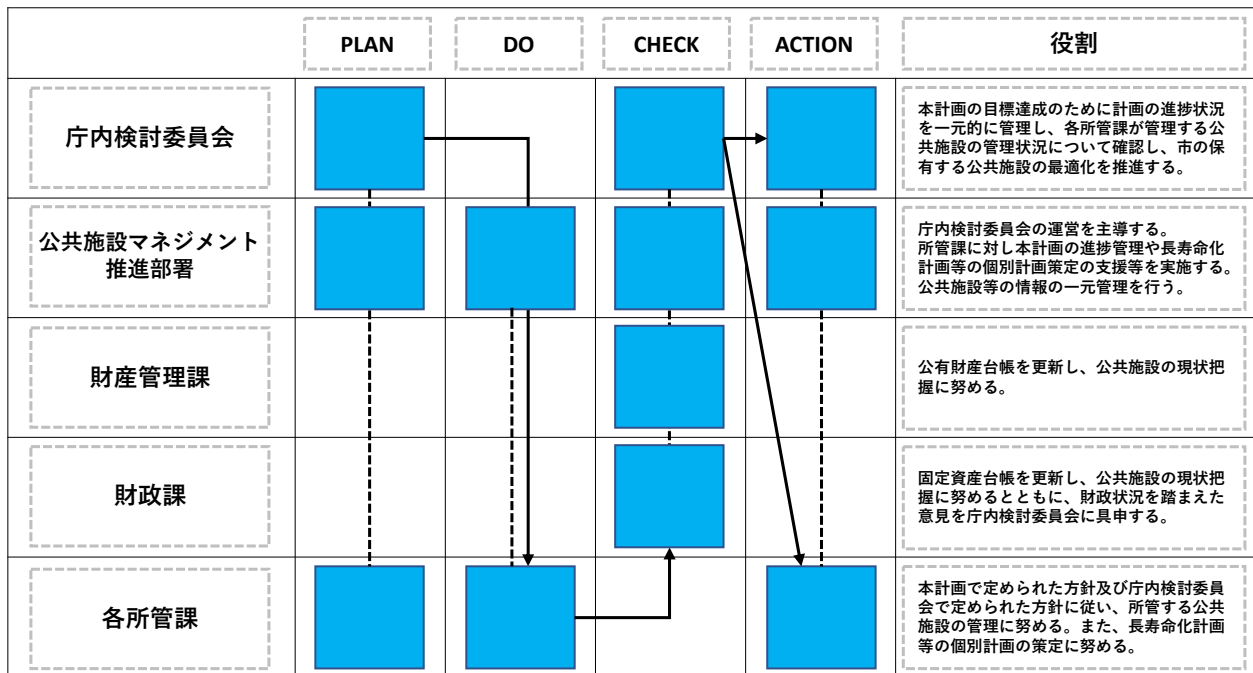 PLAN
DO
CHECK
ACTION
役割
庁内検討委員会
本計画の目標達成のために計画の進捗状況
を一元的に管理し、各所管課が管理する公
共施設の管理状況について確認し、市の保
有する公共施設の最適化を推進する。
公共施設マネジメント
推進部署
庁内検討委員会の運営を主導する。
所管課に対し本計画の進捗管理や長寿命化
計画等の個別計画策定の支援等を実施する。
公共施設等の情報の一元管理を行う。
財産管理課
公有財産台帳を更新し、公共施設の現状把
握に努める。
財政課
固定資産台帳を更新し、公共施設の現状把
握に努めるとともに、財政状況を踏まえた
意見を庁内検討委員会に具申する。
各所管課
本計画で定められた方針及び庁内検討委員
会で定められた方針に従い、所管する公共
施設の管理に努める。また、長寿命化計画
等の個別計画の策定に努める。